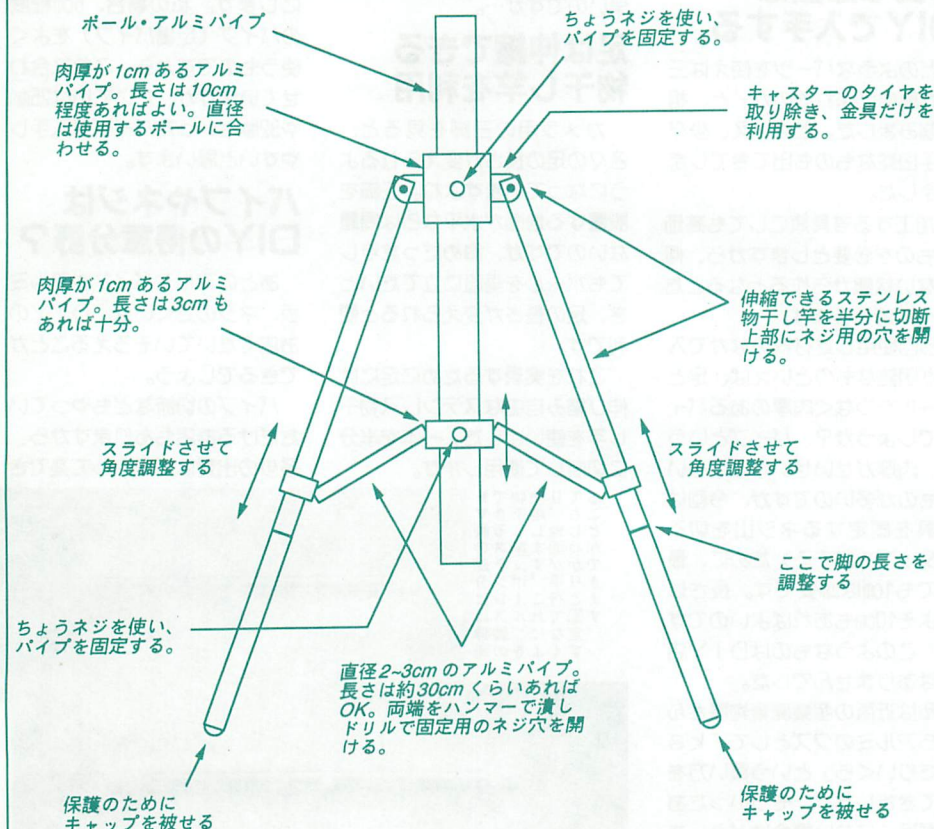 ポール・アルミパイプ
肉厚が1cmあるアルミ
パイプ。長さは10cm
程度あればよい。直径
は使用するポールに合
わせる。
ちょうネジを使い、
パイプを固定する。
キャスターのタイヤを
取り除き、金具だけを
利用する。
肉厚が1cmあるアルミ
パイプ。長さは3cmも
あれば十分。
伸縮できるステンレス
物干し竿を半分に切断
上部にネジ用の穴を開
ける。
スライドさせて
角度調整する
スライドさせて
角度調整する
ここで脚の長さを
調整する
ちょうネジを使い、
パイプを固定する。
直径2~3cmのアルミパイプ。
長さは約30cmくらいあれば
OK。両端をハンマーで潰し
ドリルで固定用のネジ穴を開
ける。
保護のために
キャップを被せる
保護のために
キャップを被せる